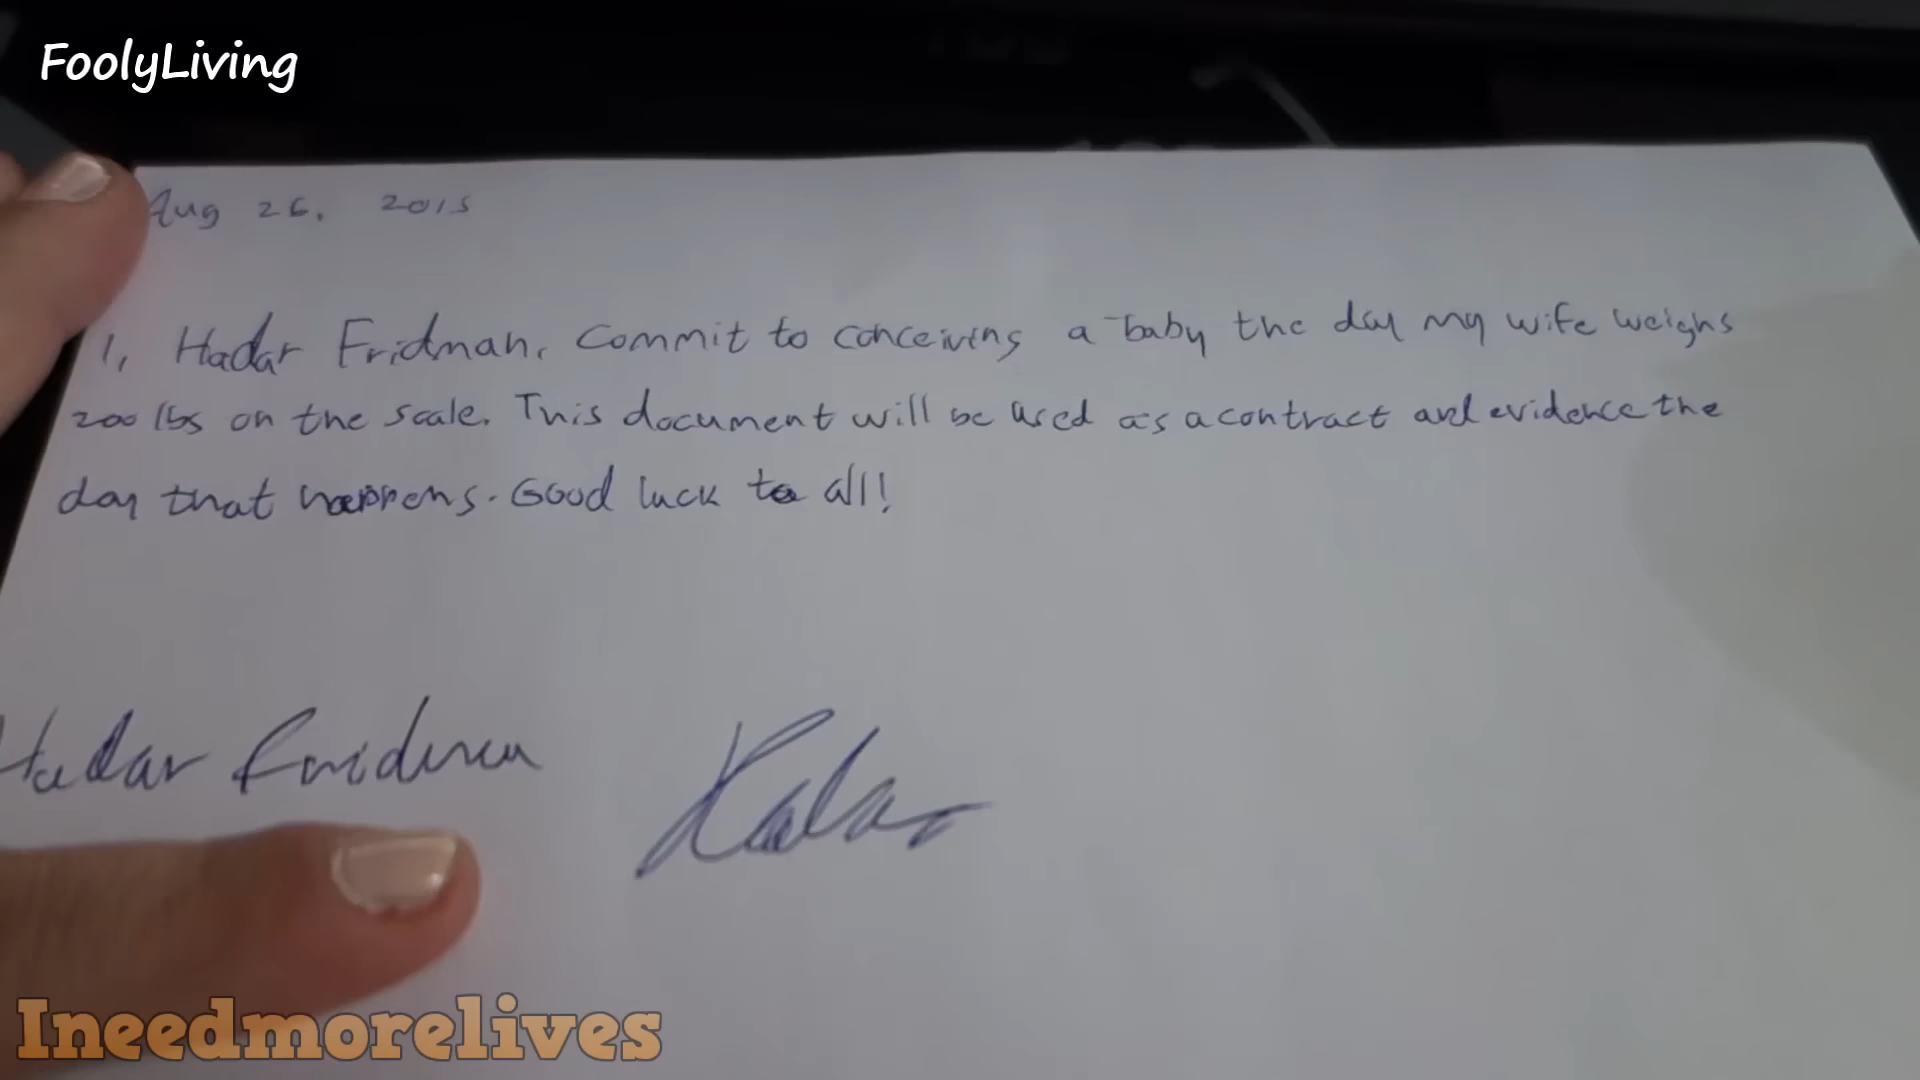 FoolyLiving
Aug 26, 2015
I, Hadar Fridman, commit to conceiving a baby the day my wife weighs
200 lbs on the scale. This document will be used as a contract and evidence the
day that happens. Good luck to all!
Hadar Fridman
Ineedmorelives